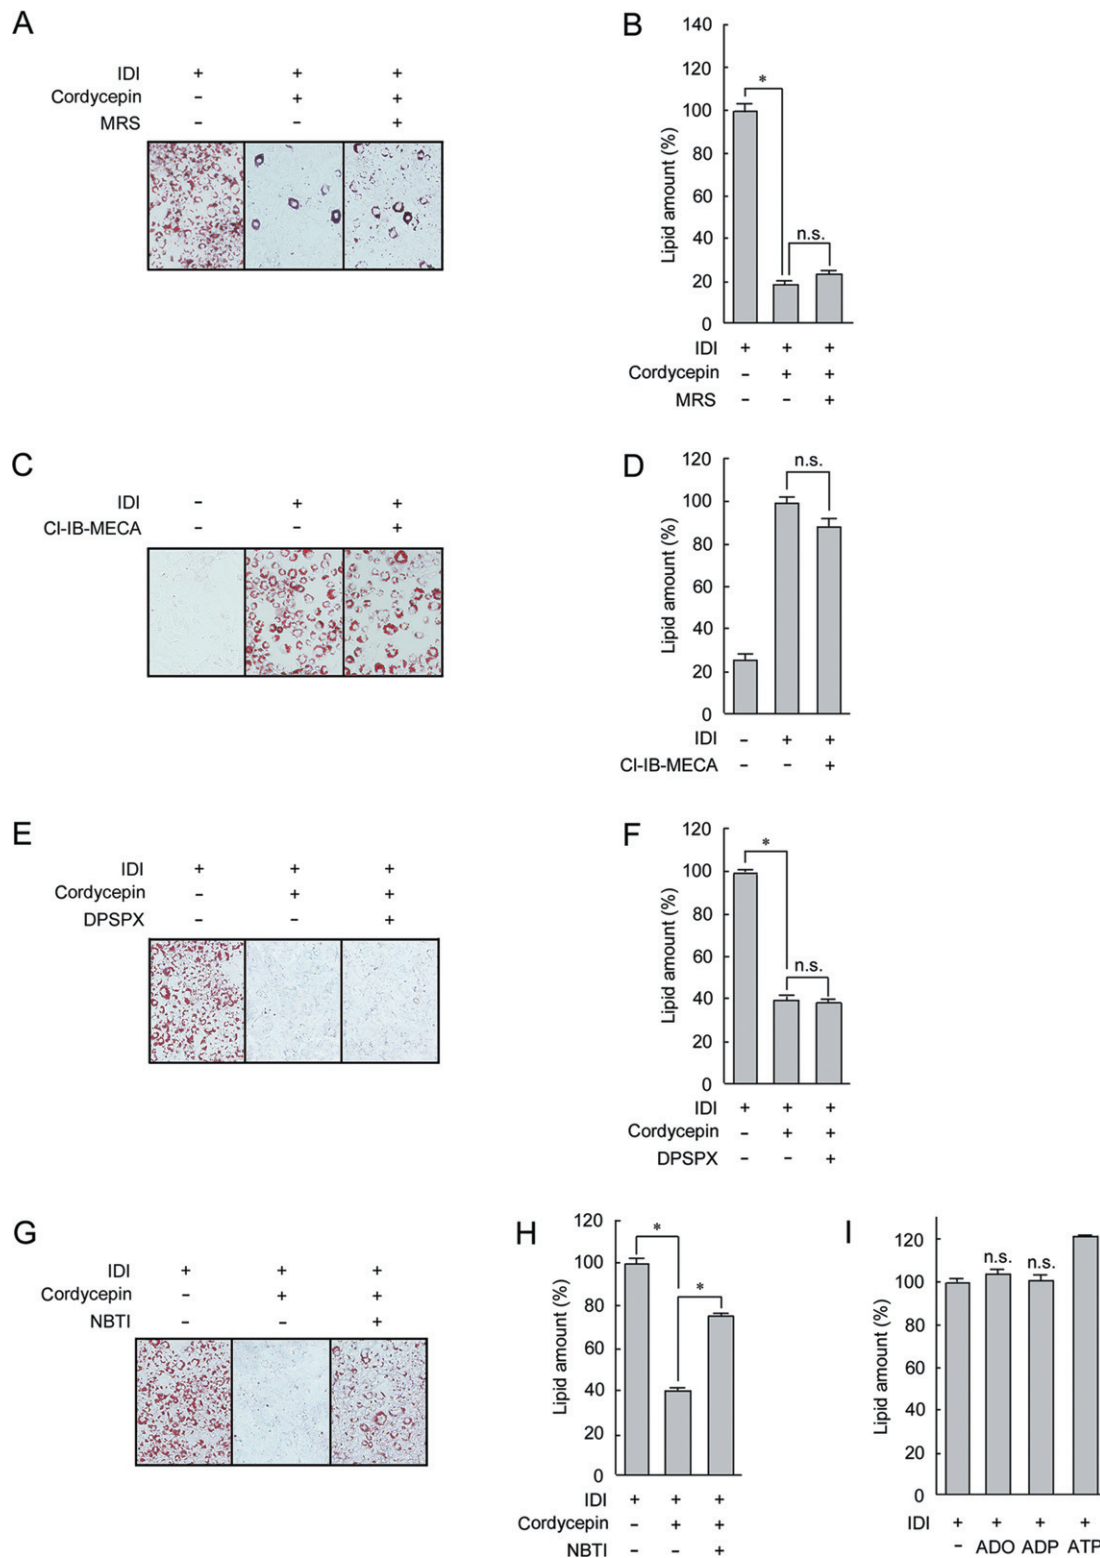 A
IDI + + +
Cordycepin - + +
MRS - - +
B
Lipid amount (%)
140
120
100
80
60
40
20
0
*
n.s.
IDI + + +
Cordycepin - + +
MRS - - +
C
IDI - + +
Cl-IB-MECA - - +
D
Lipid amount (%)
120
100
80
60
40
20
0
n.s.
IDI - + +
Cl-IB-MECA - - +
E
IDI + + +
Cordycepin - + +
DPSPX - - +
F
Lipid amount (%)
120
100
80
60
40
20
0
*
n.s.
IDI + + +
Cordycepin - + +
DPSPX - - +
G
IDI + + +
Cordycepin - + +
NBTI - - +
H
Lipid amount (%)
120
100
80
60
40
20
0
*
*
IDI + + +
Cordycepin - + +
NBTI - - +
I
Lipid amount (%)
120
100
80
60
40
20
0
n.s. n.s.
IDI + + + +
- ADO ADP ATP